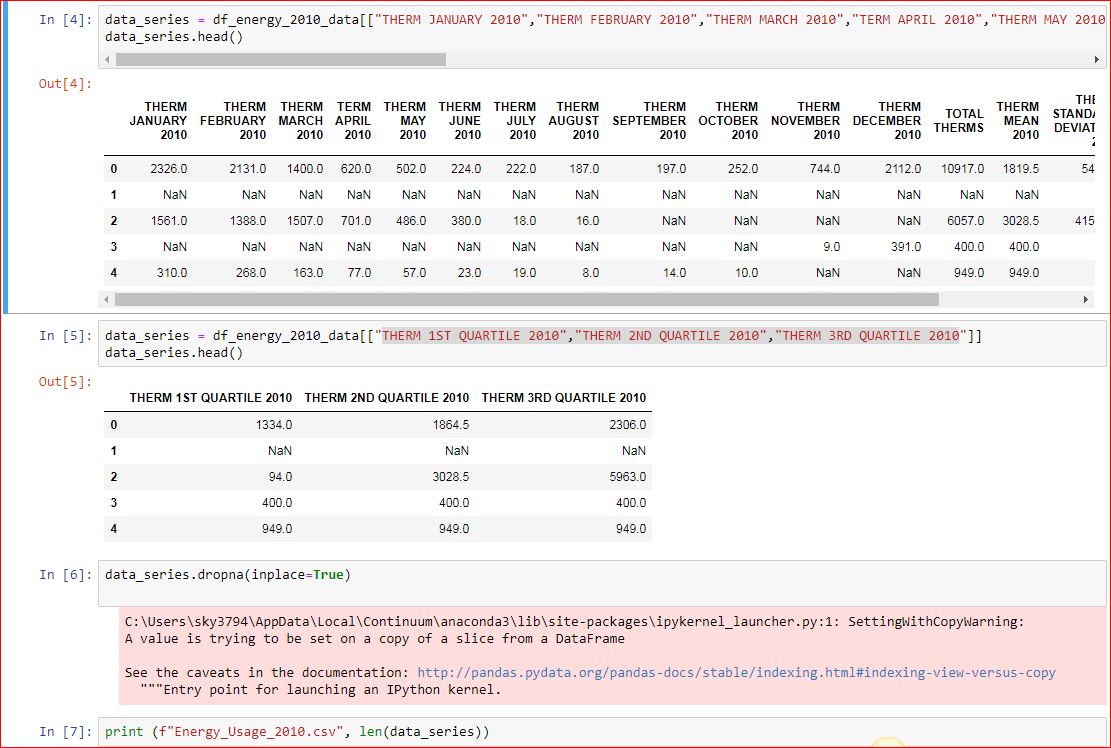 In [4]: data_series = df_energy_2010_data[["THERM JANUARY 2010","THERM FEBRUARY 2010","THERM MARCH 2010","TERM APRIL 2010","THERM MAY 2010
data_series.head()
Out[4]:
THERM JANUARY 2010 THERM FEBRUARY 2010 THERM MARCH 2010 TERM APRIL 2010 THERM MAY 2010 THERM JUNE 2010 THERM JULY 2010 THERM AUGUST 2010 THERM SEPTEMBER 2010 THERM OCTOBER 2010 THERM NOVEMBER 2010 THERM DECEMBER 2010 TOTAL THERMS THERM MEAN 2010
0 2326.0 2131.0 1400.0 620.0 502.0 224.0 222.0 187.0 197.0 252.0 744.0 2112.0 10917.0 1819.5 54
1 NaN NaN NaN NaN NaN NaN NaN NaN NaN NaN NaN NaN NaN NaN
2 1561.0 1388.0 1507.0 701.0 486.0 380.0 18.0 16.0 NaN NaN NaN NaN 6057.0 3028.5 415
3 NaN NaN NaN NaN NaN NaN NaN NaN NaN NaN 9.0 391.0 400.0 400.0
4 310.0 268.0 163.0 77.0 57.0 23.0 19.0 8.0 14.0 10.0 NaN NaN 949.0 949.0
In [5]: data_series = df_energy_2010_data[["THERM 1ST QUARTILE 2010","THERM 2ND QUARTILE 2010","THERM 3RD QUARTILE 2010"]]
data_series.head()
Out[5]:
THERM 1ST QUARTILE 2010 THERM 2ND QUARTILE 2010 THERM 3RD QUARTILE 2010
0 1334.0 1864.5 2306.0
1 NaN NaN NaN
2 94.0 3028.5 5963.0
3 400.0 400.0 400.0
4 949.0 949.0 949.0
In [6]: data_series.dropna(inplace=True)
C:\Users\sky3794\AppData\Local\Continuum\anaconda3\lib\site-packages\ipykernel_launcher.py:1: SettingWithCopyWarning:
A value is trying to be set on a copy of a slice from a DataFrame
See the caveats in the documentation: http://pandas.pydata.org/pandas-docs/stable/indexing.html#indexing-view-versus-copy
"""Entry point for launching an IPython kernel.
In [7]: print (f"Energy_Usage_2010.csv", len(data_series))